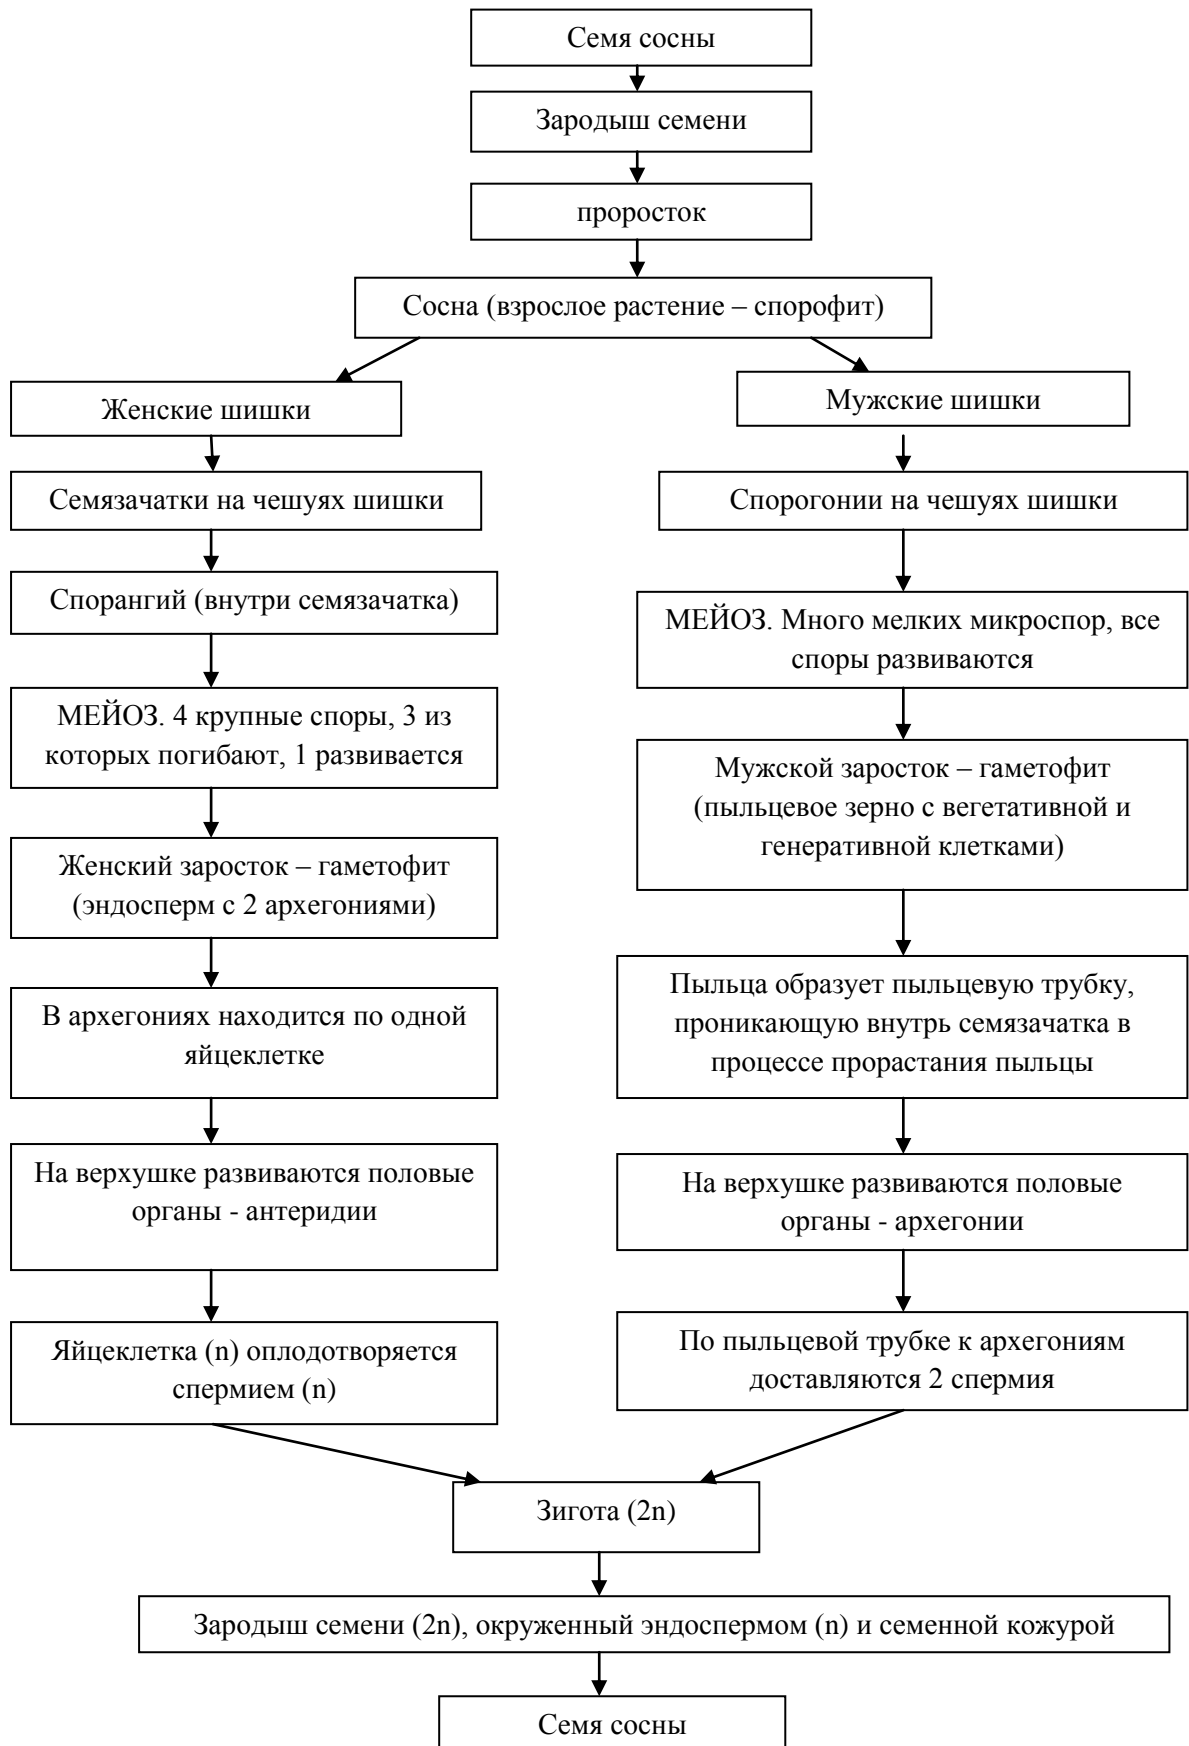 Семя сосны
Зародыш семени
проросток
Сосна (взрослое растение – спорофит)
Женские шишки
Мужские шишки
Семязачатки на чешуях шишки
Спорогонии на чешуях шишки
Спорангий (внутри семязачатка)
МЕЙОЗ. Много мелких микроспор, все
споры развиваются
МЕЙОЗ. 4 крупные споры, 3 из
которых погибают, 1 развивается
Мужской заросток – гаметофит
(пыльцевое зерно с вегетативной и
генеративной клетками)
Женский заросток – гаметофит
(эндосперм с 2 архегониями)
Пыльца образует пыльцевую трубку,
проникающую внутрь семязачатка в
процессе прорастания пыльцы
В архегониях находится по одной
яйцеклетке
На верхушке развиваются половые
органы - антеридии
На верхушке развиваются половые
органы - архегонии
Яйцеклетка (n) оплодотворяется
спермием (n)
По пыльцевой трубке к архегониям
доставляются 2 спермия
Зигота (2n)
Зародыш семени (2n), окруженный эндоспермом (n) и семенной кожурой
Семя сосны